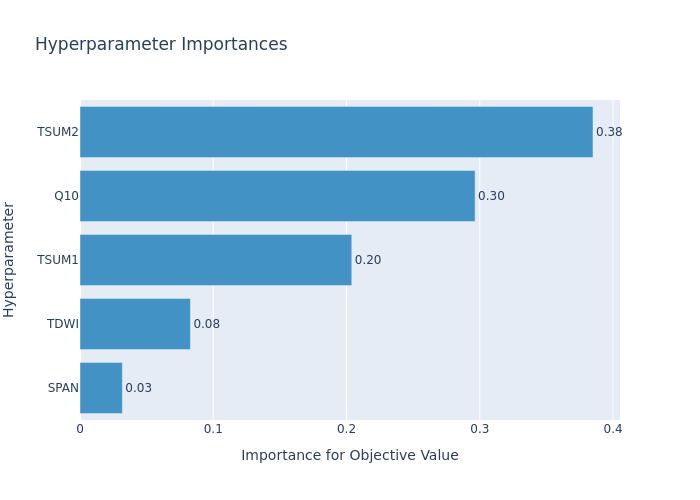 Hyperparameter Importances
Hyperparameter
TSUM2 0.38
Q10 0.30
TSUM1 0.20
TDWI 0.08
SPAN 0.03
0 0.1 0.2 0.3 0.4
Importance for Objective Value